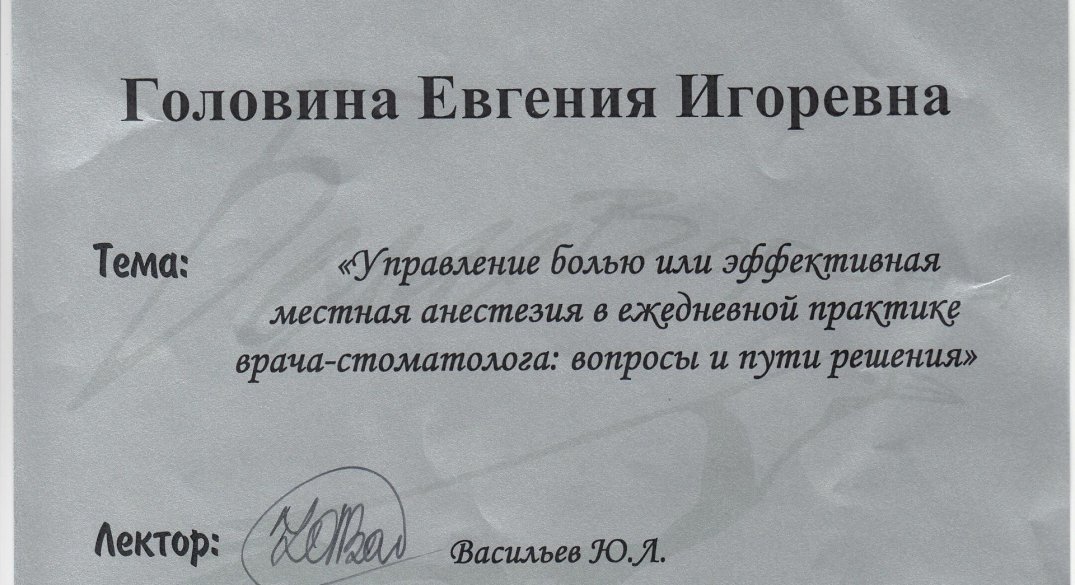 Головина Евгения Игоревна
Тема: «Управление болью или эффективная
местная анестезия в ежедневной практике
врача-стоматолога: вопросы и пути решения»
Лектор: Васильев Ю.Л.